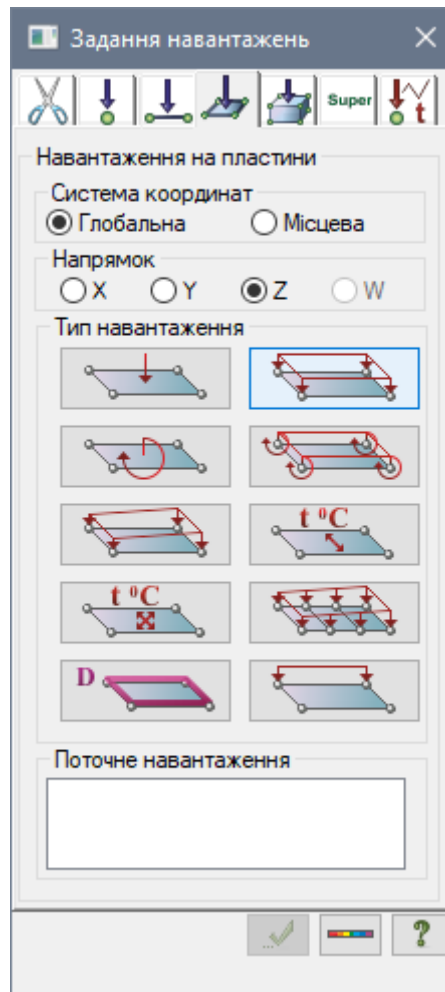 Задання навантажень
Super
t
Навантаження на пластини
Система координат
Глобальна Місцева
Напрямок
X Y Z W
Тип навантаження
t °C
t °C
D
Поточне навантаження
...
?